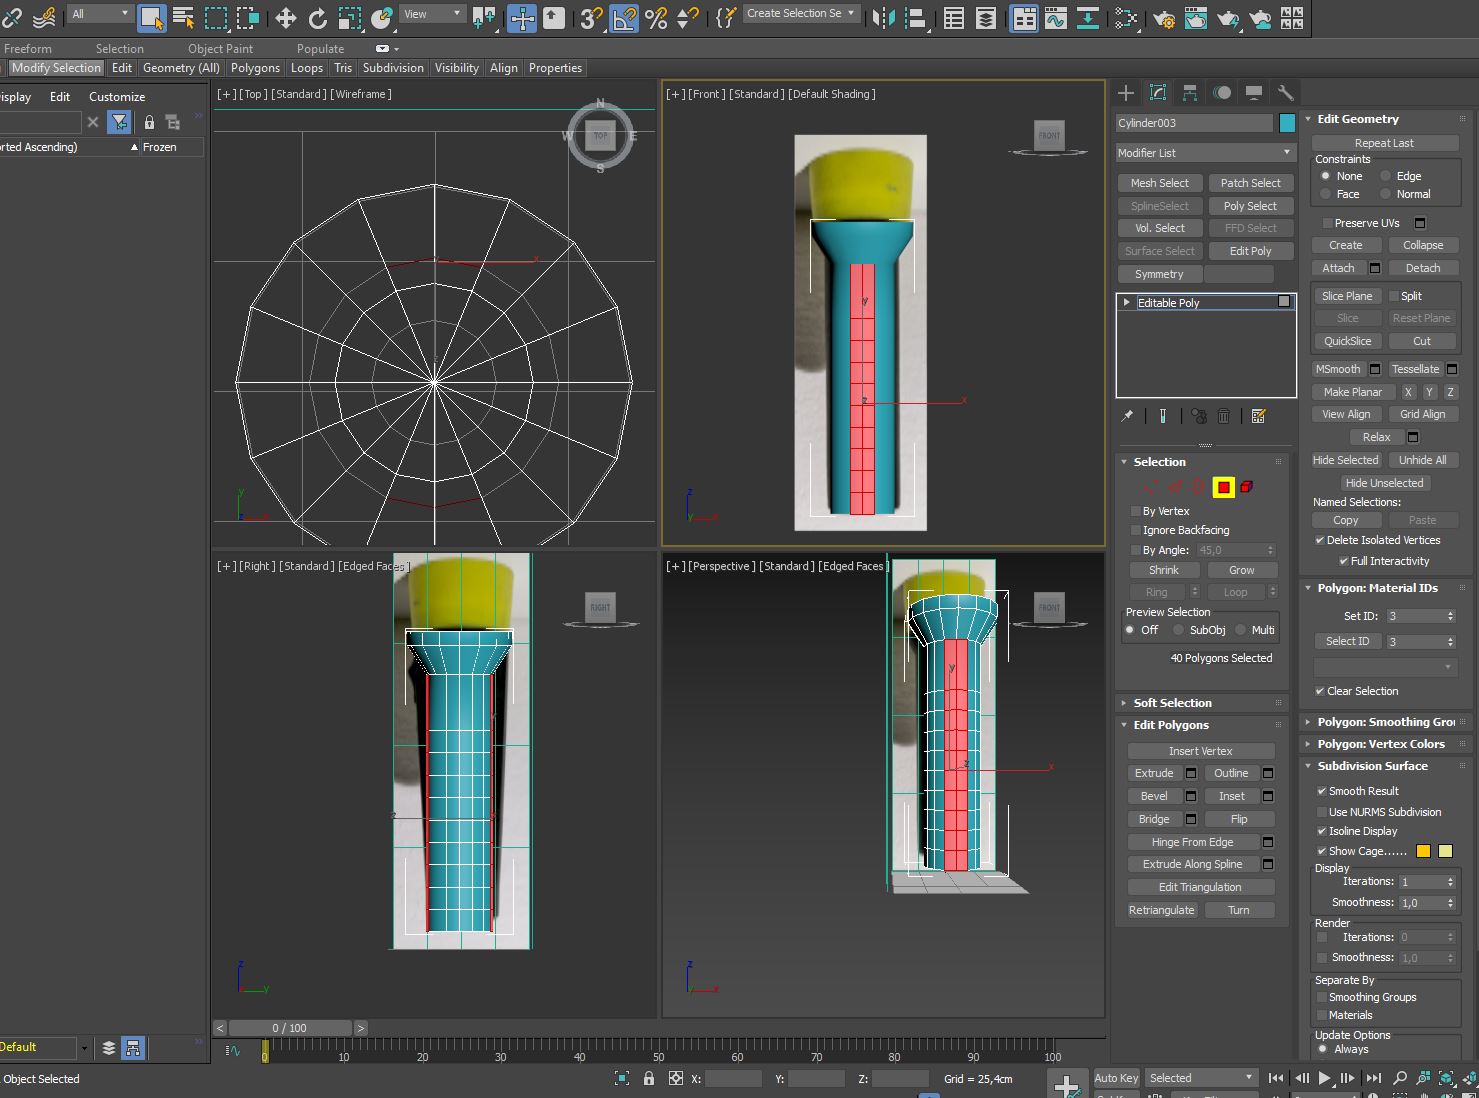 All
View
Create Selection Se
Freeform
Selection
Object Paint
Populate
Modify Selection
Edit
Geometry (All)
Polygons
Loops
Tris
Subdivision
Visibility
Align
Properties
isplay
Edit
Customize
orted Ascending)
Frozen
[+][Top][Standard][Wireframe]
N
W
TOP
E
S
x
y
x
[+][Front][Standard][Default Shading]
FRONT
y
z
x
z
x
[+][Right][Standard][Edged Faces]
RIGHT
z
z
y
[+][Perspective][Standard][Edged Faces]
FRONT
y
z
x
z
x
Cylinder003
Modifier List
Mesh Select
Patch Select
SplineSelect
Poly Select
Vol. Select
FFD Select
Surface Select
Edit Poly
Symmetry
Editable Poly
Selection
By Vertex
Ignore Backfacing
By Angle:
45,0
Shrink
Grow
Ring
Loop
Preview Selection
Off
SubObj
Multi
40 Polygons Selected
Soft Selection
Edit Polygons
Insert Vertex
Extrude
Outline
Bevel
Inset
Bridge
Flip
Hinge From Edge
Extrude Along Spline
Edit Triangulation
Retriangulate
Turn
Edit Geometry
Repeat Last
Constraints
None
Edge
Face
Normal
Preserve UVs
Create
Collapse
Attach
Detach
Slice Plane
Split
Slice
Reset Plane
QuickSlice
Cut
MSmooth
Tessellate
Make Planar
X
Y
Z
View Align
Grid Align
Relax
Hide Selected
Unhide All
Hide Unselected
Named Selections:
Copy
Paste
Delete Isolated Vertices
Full Interactivity
Polygon: Material IDs
Set ID:
3
Select ID
3
Clear Selection
Polygon: Smoothing Grou
Polygon: Vertex Colors
Subdivision Surface
Smooth Result
Use NURMS Subdivision
Isoline Display
Show Cage......
Display
Iterations:
1
Smoothness:
1,0
Render
Iterations:
0
Smoothness:
1,0
Separate By
Smoothing Groups
Materials
Update Options
Always
<
0 / 100
>
Default
0
10
20
30
40
50
60
70
80
90
100
Object Selected
X:
Y:
Z:
Grid = 25,4cm
Auto Key
Selected